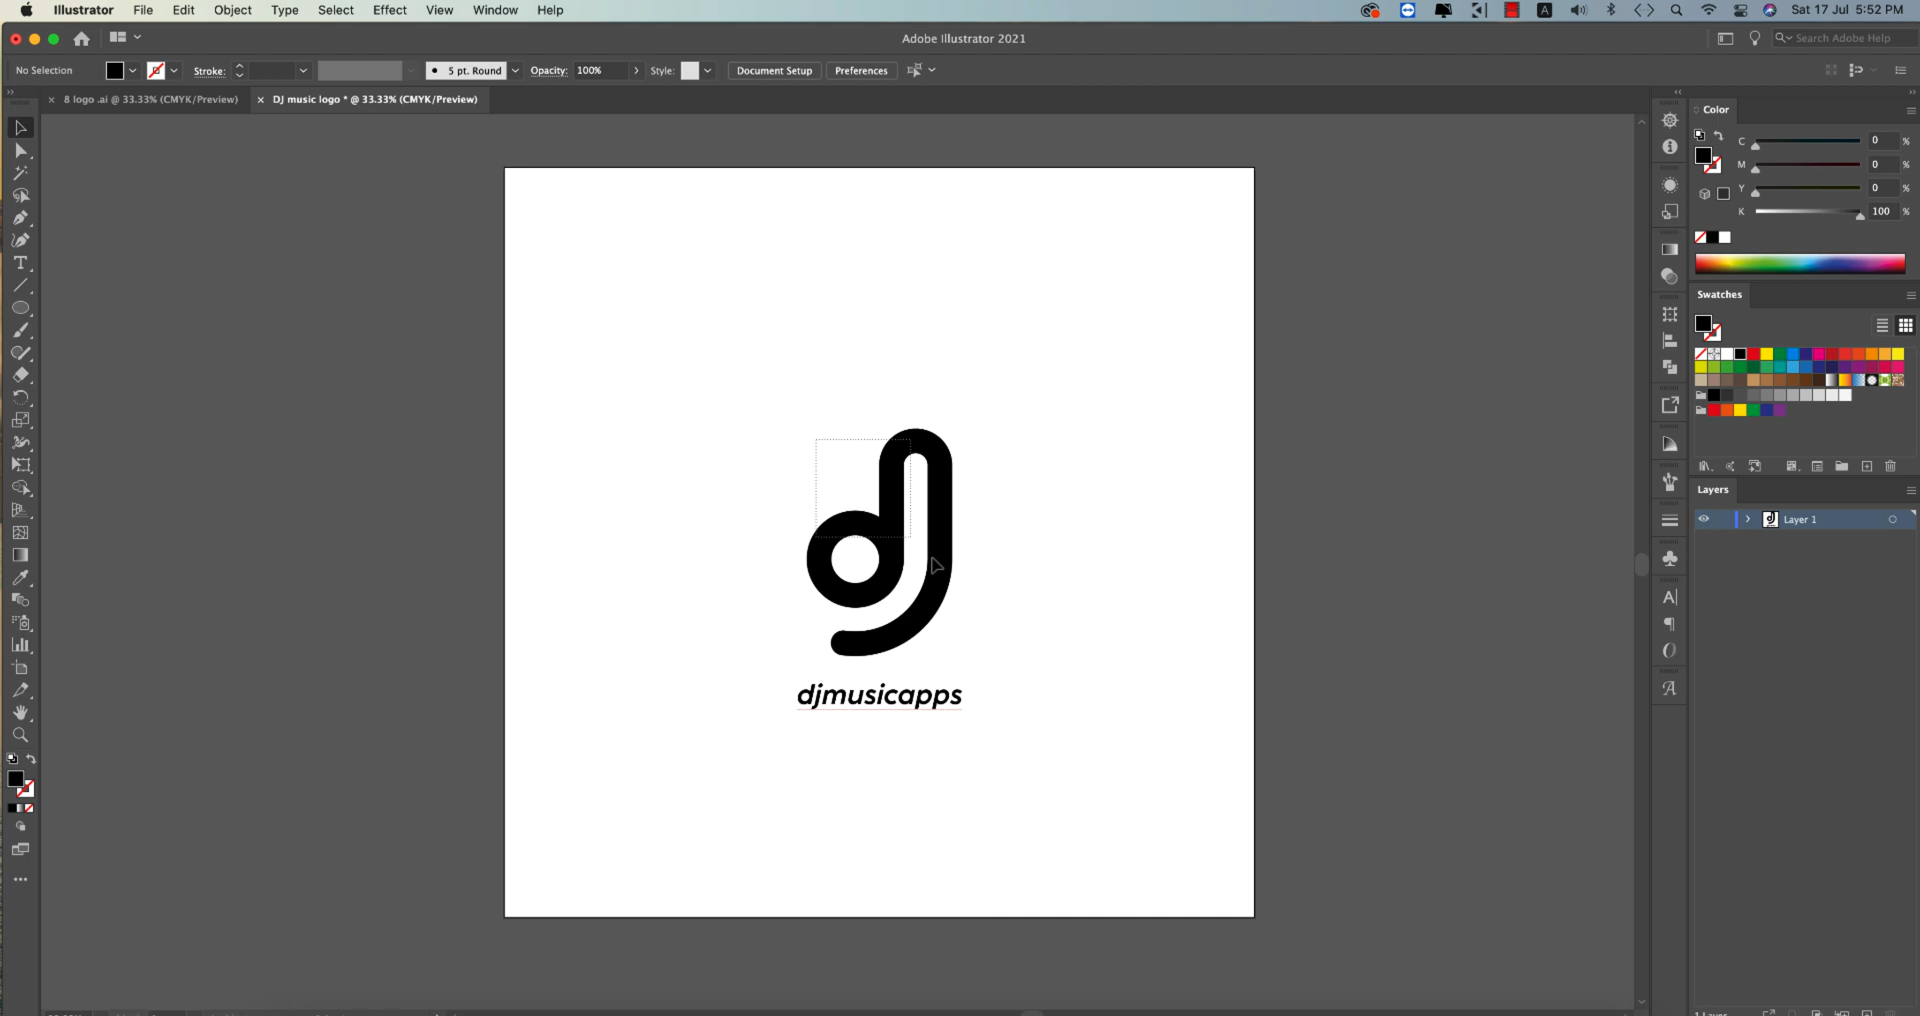 Illustrator File Edit Object Type Select Effect View Window Help
A
Sat 17 Jul 5:52 PM
Adobe Illustrator 2021
Search Adobe Help
No Selection
Stroke:
5 pt. Round
Opacity: 100%
Style:
Document Setup
Preferences
× 8 logo .ai @ 33.33% (CMYK/Preview)
× DJ music logo * @ 33.33% (CMYK/Preview)
Color
C 0 %
M 0 %
Y 0 %
K 100 %
Swatches
Layers
Layer 1
dj
djmusicapps